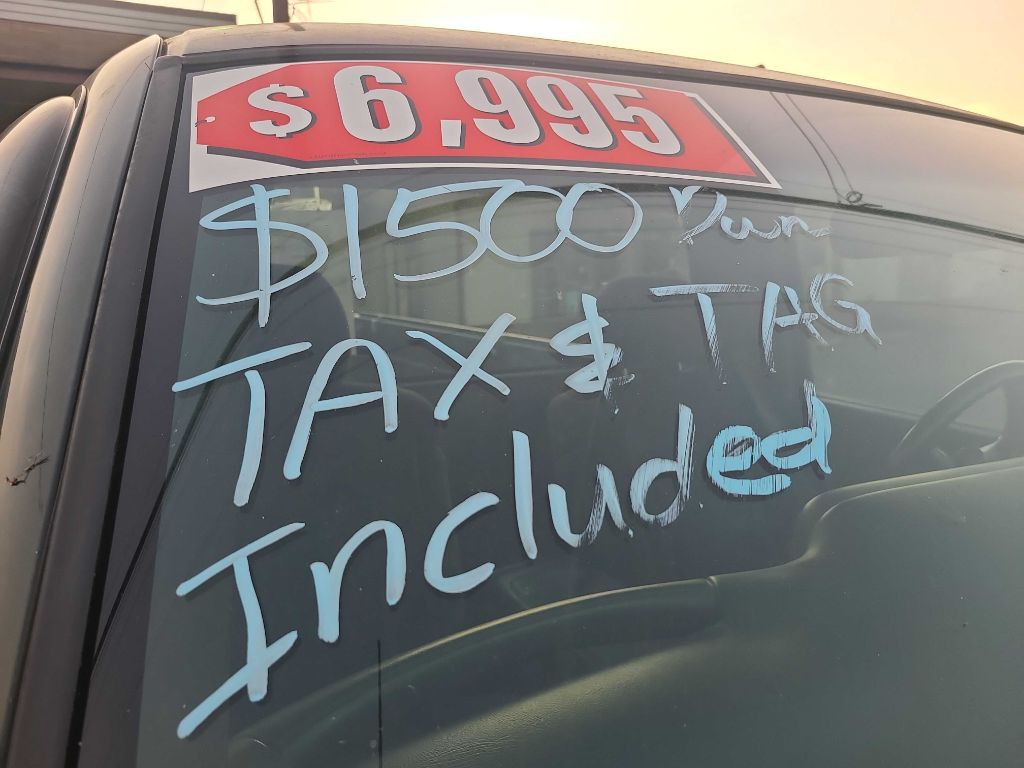 $6,995
$1500 Down
TAX & TAG
Included